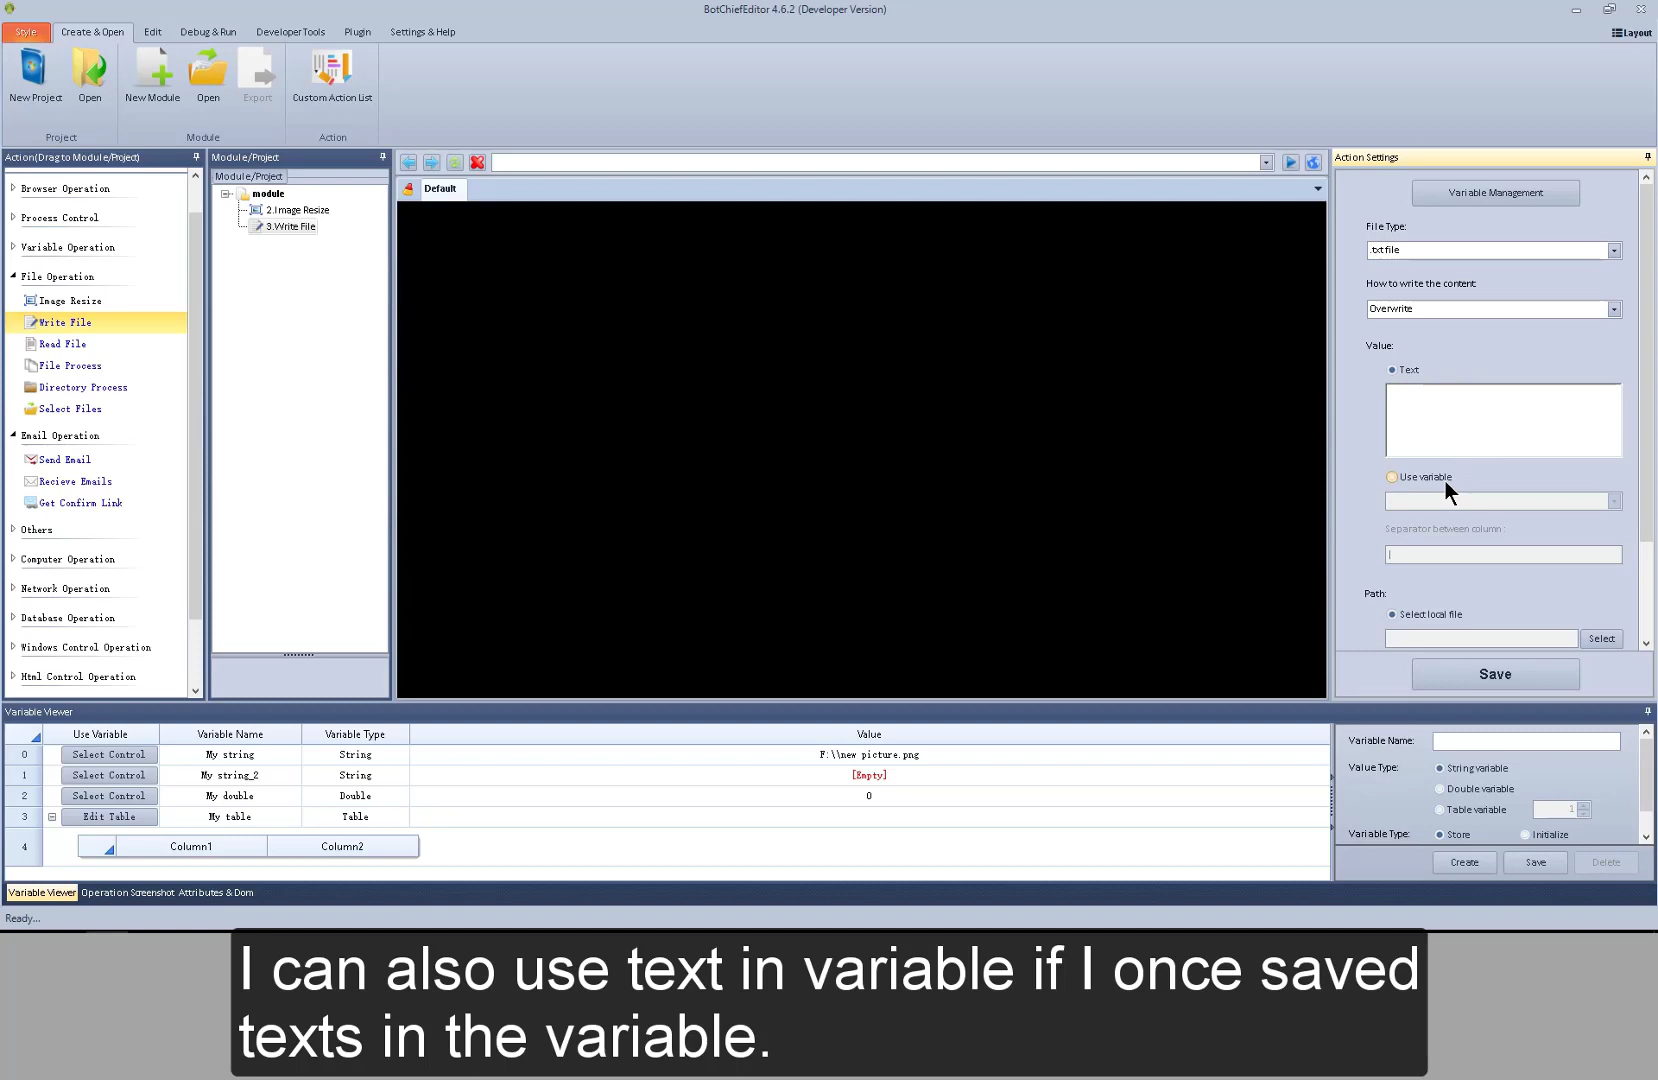 BotChiefEditor 4.6.2 (Developer Version)
Style
Create & Open
Edit
Debug & Run
Developer Tools
Plugin
Settings & Help
Layout
New Project
Open
New Module
Open
Export
Custom Action List
Project
Module
Action
Action(Drag to Module/Project)
Browser Operation
Process Control
Variable Operation
File Operation
Image Resize
Write File
Read File
File Process
Directory Process
Select Files
Email Operation
Send Email
Recieve Emails
Get Confirm Link
Others
Computer Operation
Network Operation
Database Operation
Windows Control Operation
Html Control Operation
Module/Project
Module/Project
module
2.Image Resize
3.Write File
Default
Action Settings
Variable Management
File Type:
.txt file
How to write the content:
Overwrite
Value:
Text
Use variable
Separator between column :
|
Path:
Select local file
Select
Save
Variable Viewer
Use Variable
Variable Name
Variable Type
Value
0
Select Control
My string
String
F:\\new picture.png
1
Select Control
My string_2
String
[Empty]
2
Select Control
My double
Double
0
3
Edit Table
My table
Table
4
Column1
Column2
Variable Name:
Value Type:
String variable
Double variable
Table variable
1
Variable Type:
Store
Initialize
Create
Save
Delete
Variable Viewer
Operation Screenshot
Attributes & Dom
Ready...
I can also use text in variable if I once saved
texts in the variable.